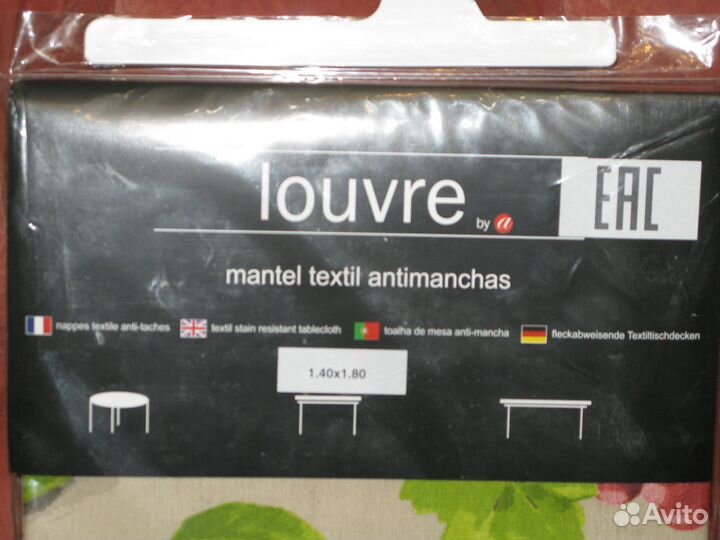 louvre
by a
EAC
mantel textil antimanchas
nappes textile anti-taches
textil stain resistant tablecloth
toalha de mesa anti-mancha
fleckabweisende Textiltischdecken
1.40x1.80
Avito